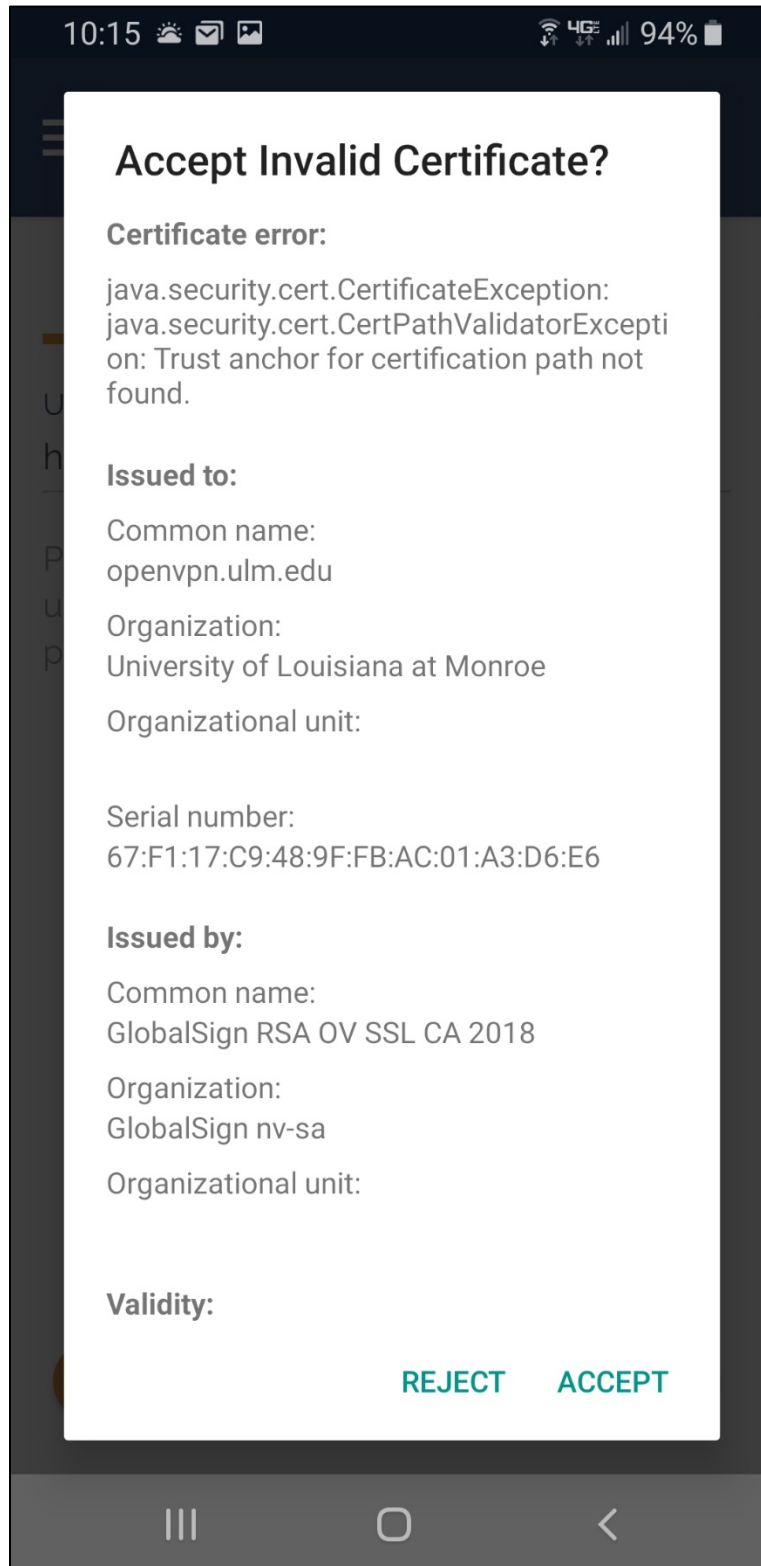 10:15 94%
Accept Invalid Certificate?
Certificate error:
java.security.cert.CertificateException:
java.security.cert.CertPathValidatorExcepti
on: Trust anchor for certification path not
found.
Issued to:
Common name:
openvpn.ulm.edu
Organization:
University of Louisiana at Monroe
Organizational unit:
Serial number:
67:F1:17:C9:48:9F:FB:AC:01:A3:D6:E6
Issued by:
Common name:
GlobalSign RSA OV SSL CA 2018
Organization:
GlobalSign nv-sa
Organizational unit:
Validity:
REJECT ACCEPT